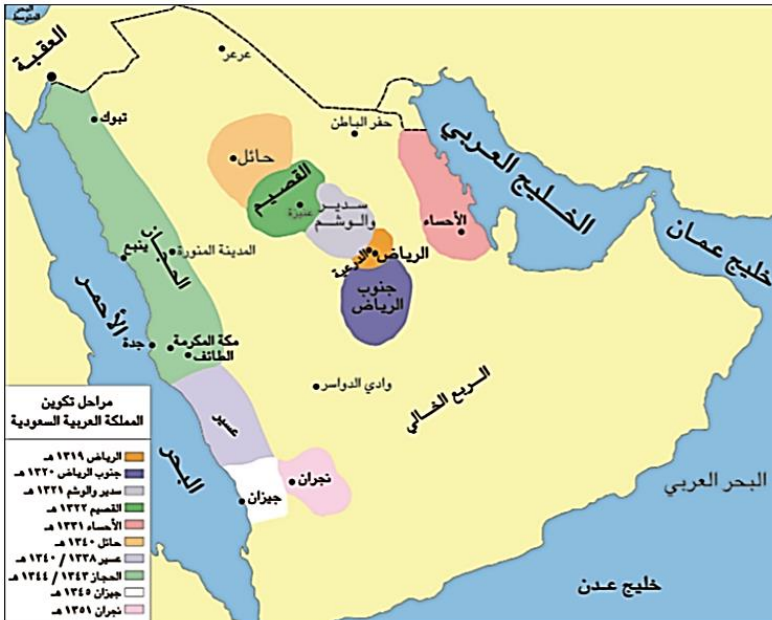 البحر
المتوسط
العقبة
عرعر
تبوك
حفر الباطن
حائل
القصيم
عنيزة
سدير
والوشم
الأحساء
الخليج العربي
خليج عمان
الرياض
الدرعية
جنوب
الرياض
الحجاز
ينبع
المدينة المنورة
مكة المكرمة
جدة
الطائف
البحر الأحمر
وادي الدواسر
الربع الخالي
عسير
نجران
جيزان
البحر العربي
خليج عدن
مراحل تكوين
المملكة العربية السعودية
الرياض ١٣١٩ هـ
جنوب الرياض ١٣٢٠ هـ
سدير والوشم ١٣٢١ هـ
القصيم ١٣٢٢ هـ
الأحساء ١٣٣١ هـ
حائل ١٣٤٠ هـ
عسير ١٣٣٨ / ١٣٤٠ هـ
الحجاز ١٣٤٣ / ١٣٤٤ هـ
جيزان ١٣٤٥ هـ
نجران ١٣٥١ هـ